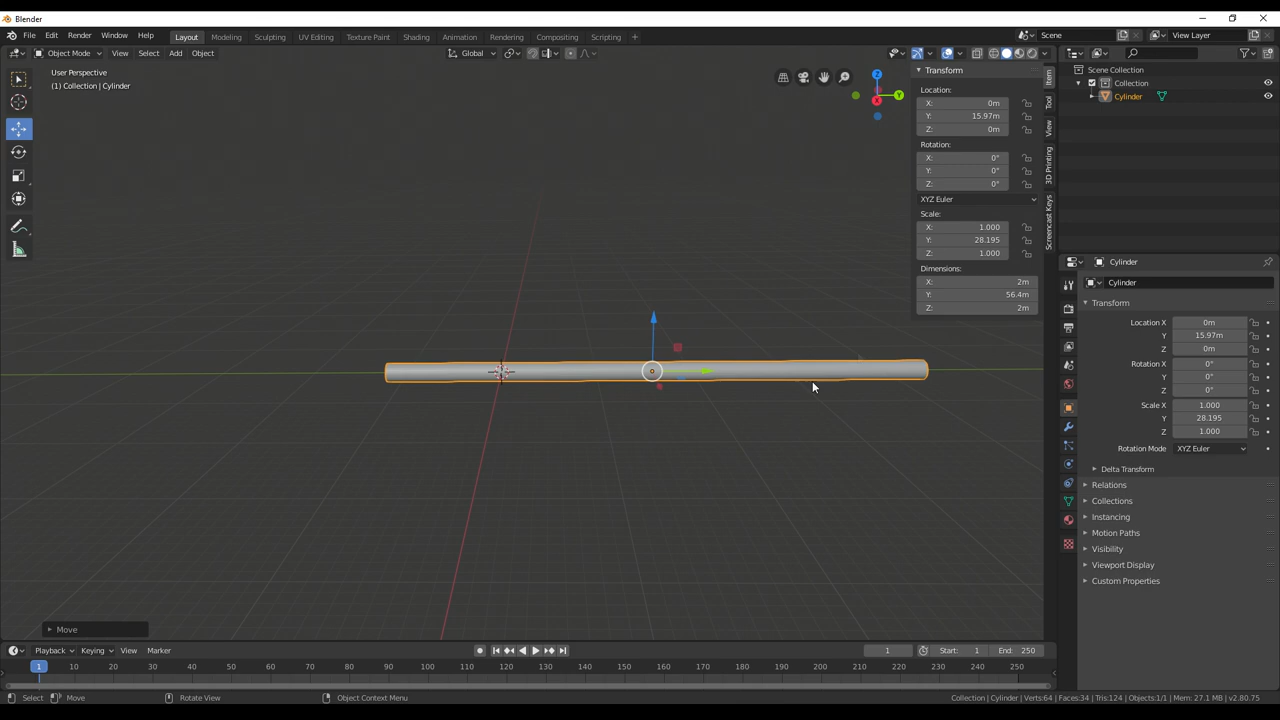 Blender
File Edit Render Window Help Layout Modeling Sculpting UV Editing Texture Paint Shading Animation Rendering Compositing Scripting + Scene View Layer
Object Mode View Select Add Object Global
User Perspective
(1) Collection | Cylinder
Z
Y
X
Transform
Location:
X: 0m
Y: 15.97m
Z: 0m
Rotation:
X: 0°
Y: 0°
Z: 0°
XYZ Euler
Scale:
X: 1.000
Y: 28.195
Z: 1.000
Dimensions:
X: 2m
Y: 56.4m
Z: 2m
Item
Tool
View
3D Printing
Screencast Keys
Scene Collection
Collection
Cylinder
Cylinder
Cylinder
Transform
Location X 0m
Y 15.97m
Z 0m
Rotation X 0°
Y 0°
Z 0°
Scale X 1.000
Y 28.195
Z 1.000
Rotation Mode XYZ Euler
Delta Transform
Relations
Collections
Instancing
Motion Paths
Visibility
Viewport Display
Custom Properties
Move
Playback Keying View Marker 1 Start: 1 End: 250
1 10 20 30 40 50 60 70 80 90 100 110 120 130 140 150 160 170 180 190 200 210 220 230 240 250
Select Move Rotate View Object Context Menu Collection | Cylinder | Verts:64 | Faces:34 | Tris:124 | Objects:1/1 | Mem: 27.1 MB | v2.80.75